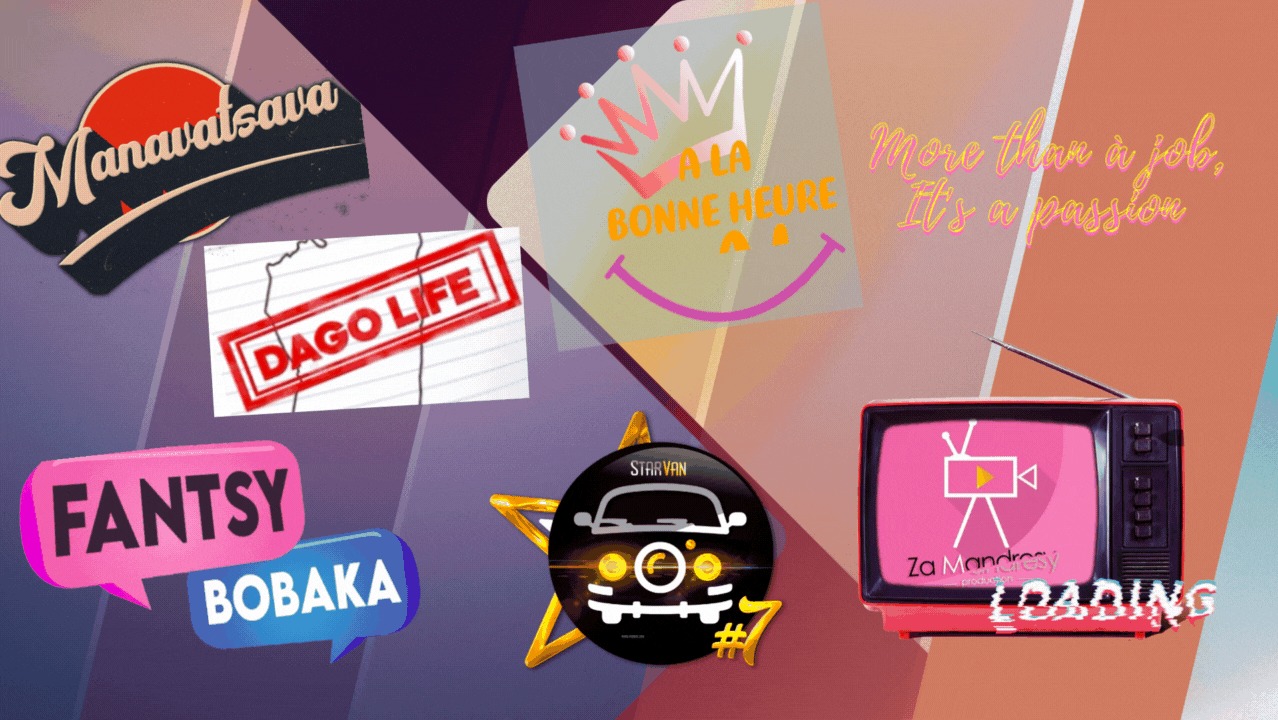 Manavatsava
A LA
BONNE HEURE
More than à job,
It's a passion
DAGO LIFE
FANTSY
BOBAKA
STARVAN
#7
Za Mandresy
production
LOADING